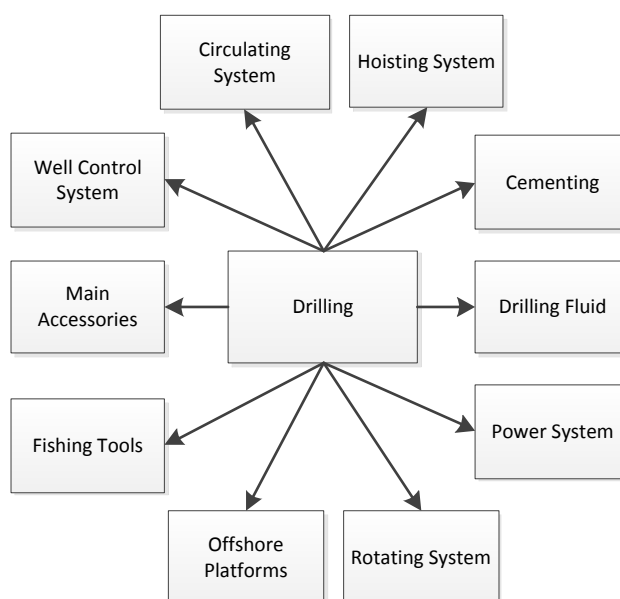 Circulating
System
Hoisting System
Well Control
System
Cementing
Main
Accessories
Drilling
Drilling Fluid
Fishing Tools
Power System
Offshore
Platforms
Rotating System